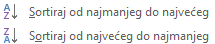 A
Z Sortiraj od najmanjeg do najvećeg
Z
A Sortiraj od najvećeg do najmanjeg